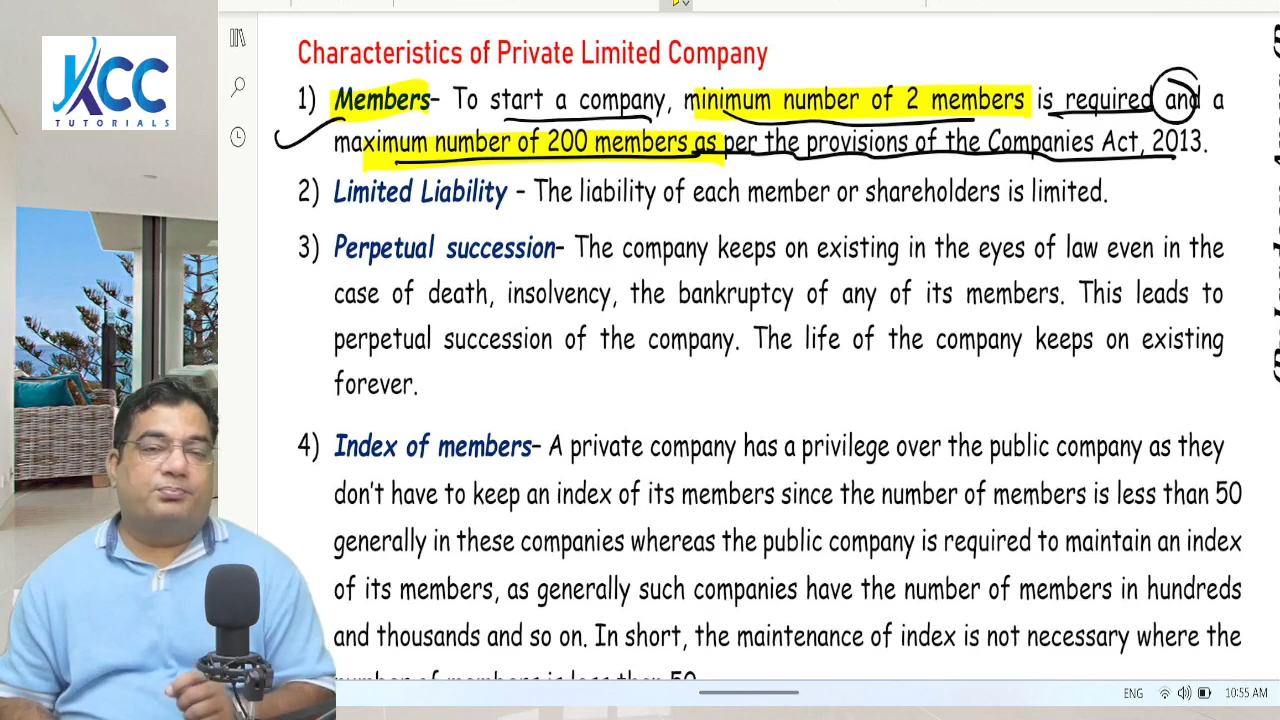 KCC
TUTORIALS
Characteristics of Private Limited Company
1) Members- To start a company, minimum number of 2 members is required and a
maximum number of 200 members as per the provisions of the Companies Act, 2013.
2) Limited Liability - The liability of each member or shareholders is limited.
3) Perpetual succession- The company keeps on existing in the eyes of law even in the
case of death, insolvency, the bankruptcy of any of its members. This leads to
perpetual succession of the company. The life of the company keeps on existing
forever.
4) Index of members- A private company has a privilege over the public company as they
don't have to keep an index of its members since the number of members is less than 50
generally in these companies whereas the public company is required to maintain an index
of its members, as generally such companies have the number of members in hundreds
and thousands and so on. In short, the maintenance of index is not necessary where the
number of members is less than 50
ENG 10:55 AM